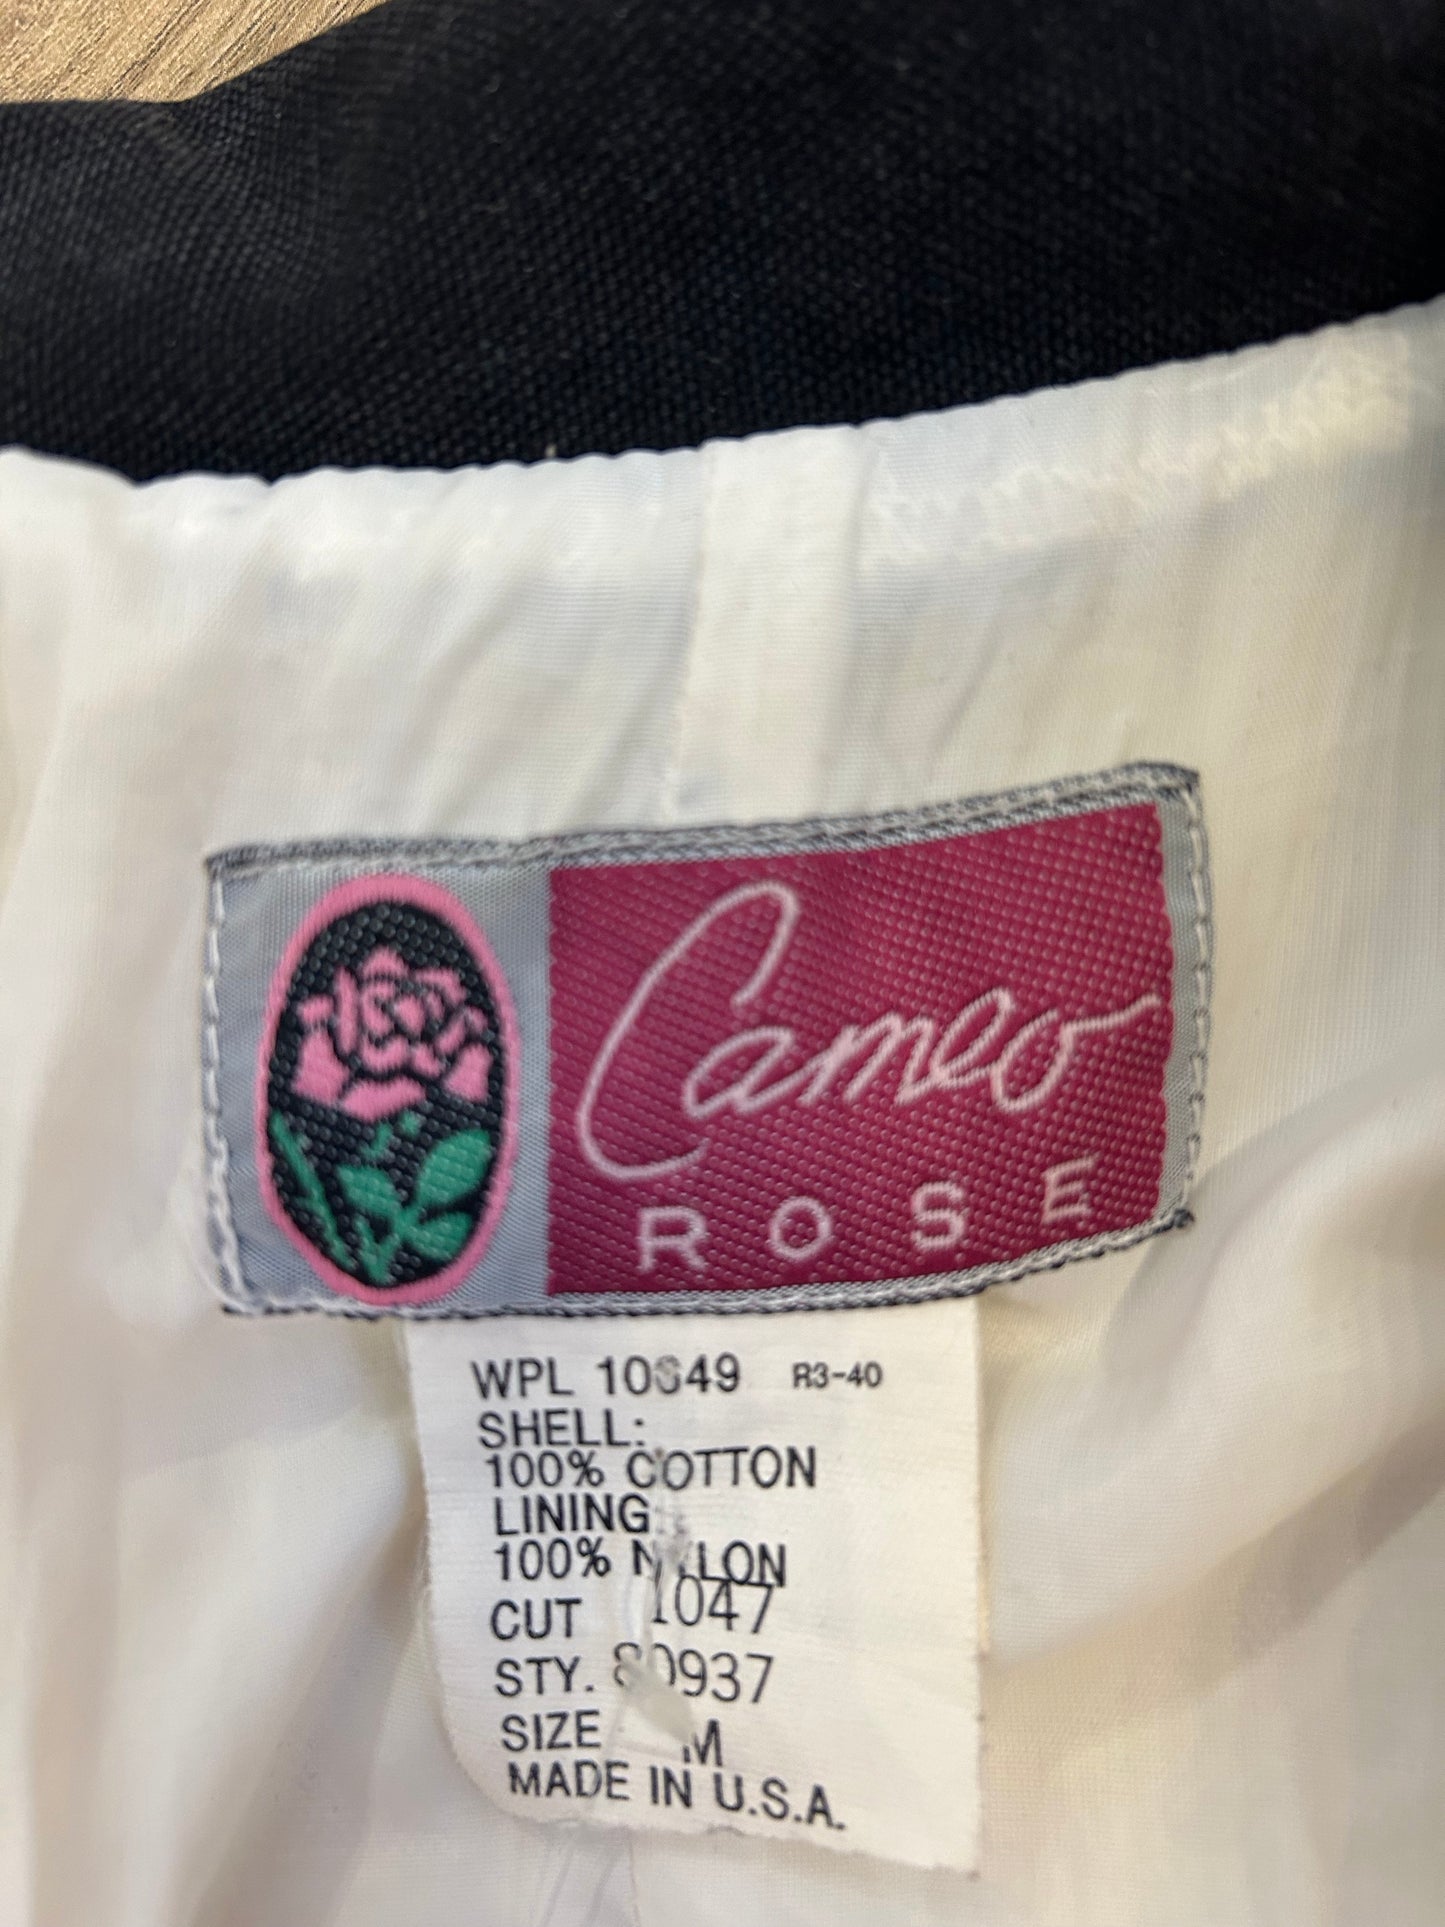 Cameo
ROSE
WPL 10649 R3-40
SHELL:
100% COTTON
LINING
100% NYLON
CUT 1047
STY. 80937
SIZE M
MADE IN U.S.A.